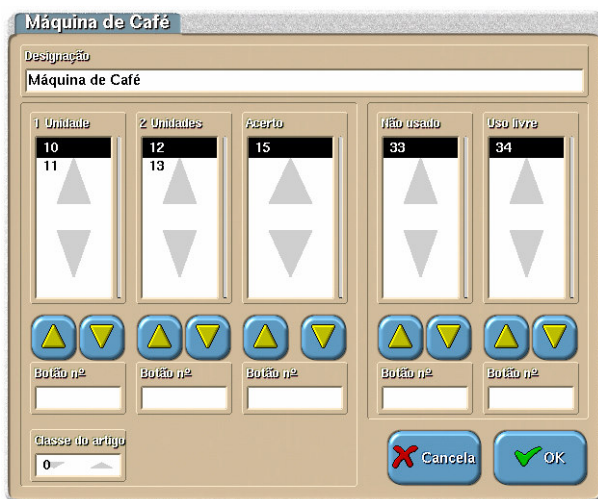 Máquina de Café
Designação
Máquina de Café
1 Unidade
10
11
2 Unidades
12
13
Acerto
15
Não usado
33
Uso livre
34
Botão nº
Botão nº
Botão nº
Botão nº
Botão nº
Classe do artigo
0
Cancela
OK